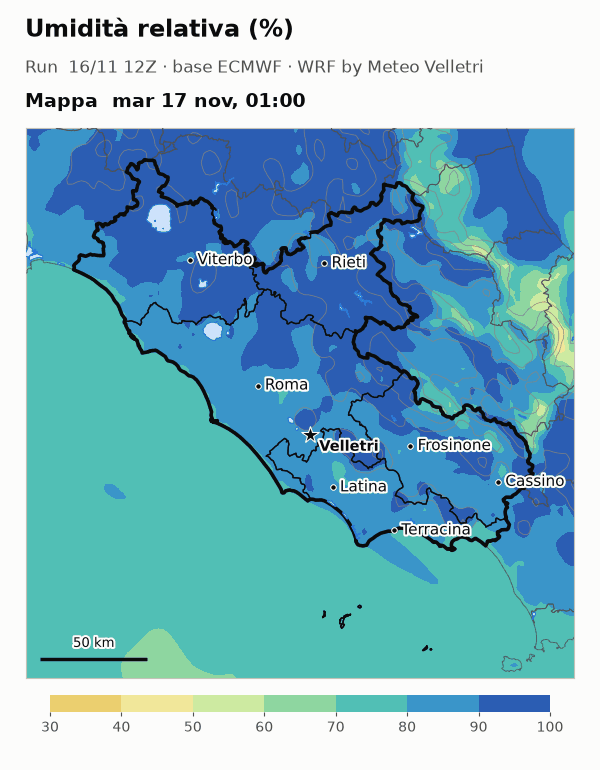 Umidità relativa (%)
Run  16/11 12Z · base ECMWF · WRF by Meteo Velletri
Mappa  mar 17 nov, 01:00
Viterbo
Rieti
Roma
Velletri
Frosinone
Cassino
Latina
Terracina
50 km
30 40 50 60 70 80 90 100